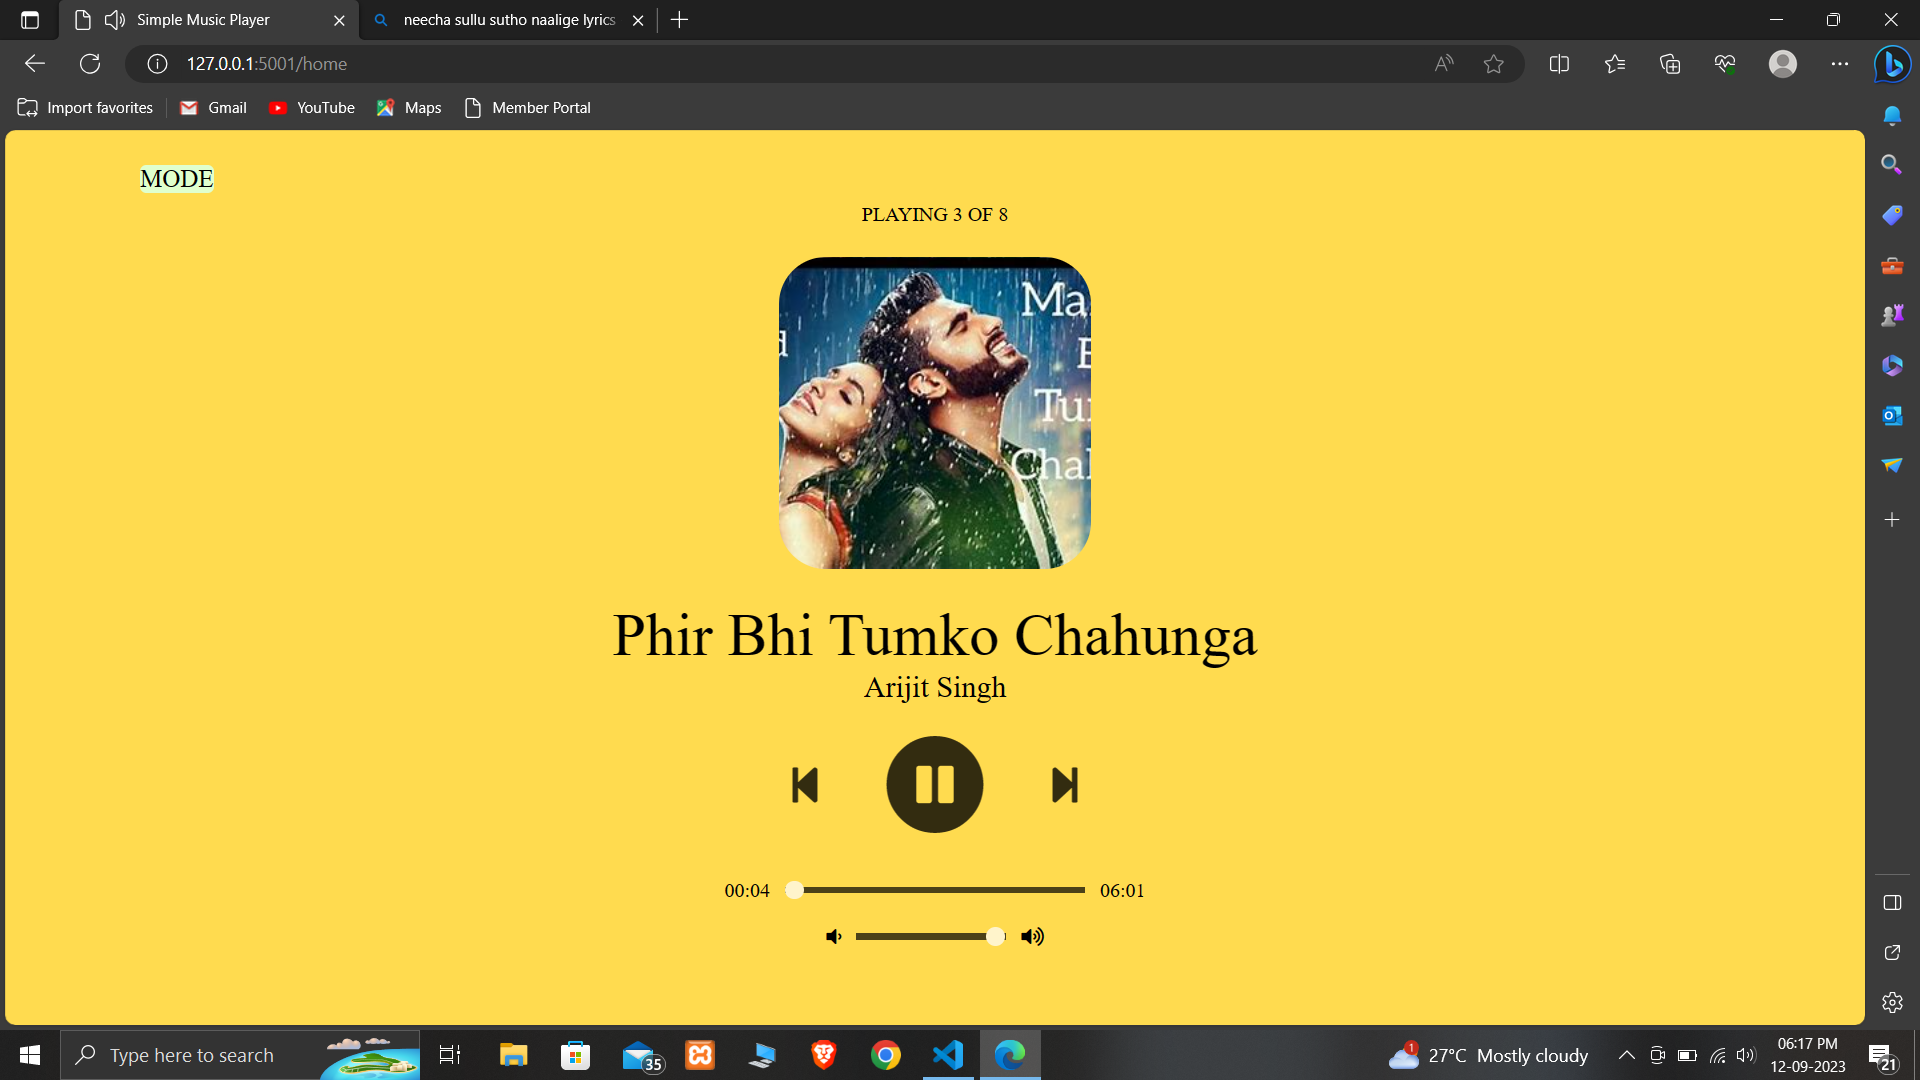 Simple Music Player
neecha sullu sutho naalige lyrics
127.0.0.1:5001/home
Import favorites
Gmail
YouTube
Maps
Member Portal
MODE
PLAYING 3 OF 8
Ma
Tu
Chal
Phir Bhi Tumko Chahunga
Arijit Singh
00:04
06:01
Type here to search
35
1
27°C Mostly cloudy
06:17 PM
12-09-2023
21